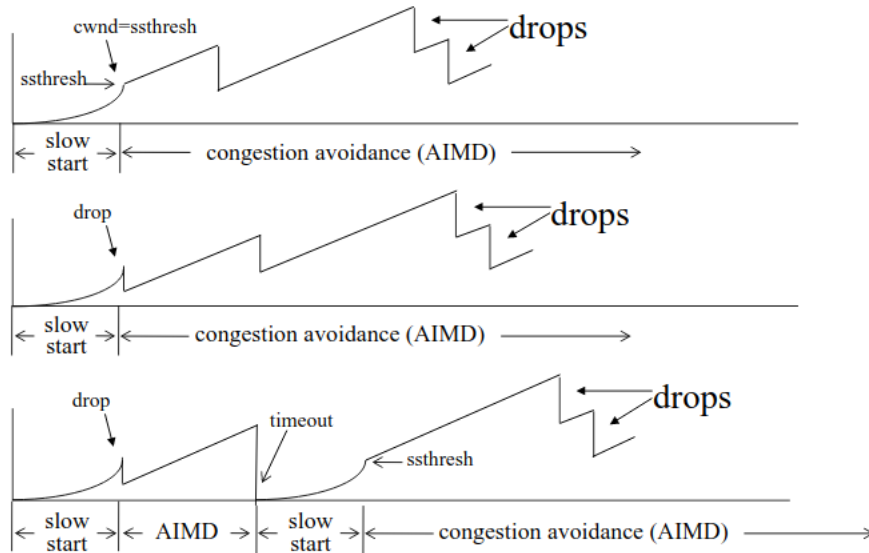 cwnd=ssthresh
drops
ssthresh
slow
start
congestion avoidance (AIMD)
drop
drops
slow
start
congestion avoidance (AIMD)
drop
timeout
drops
ssthresh
slow
start
AIMD
slow
start
congestion avoidance (AIMD)